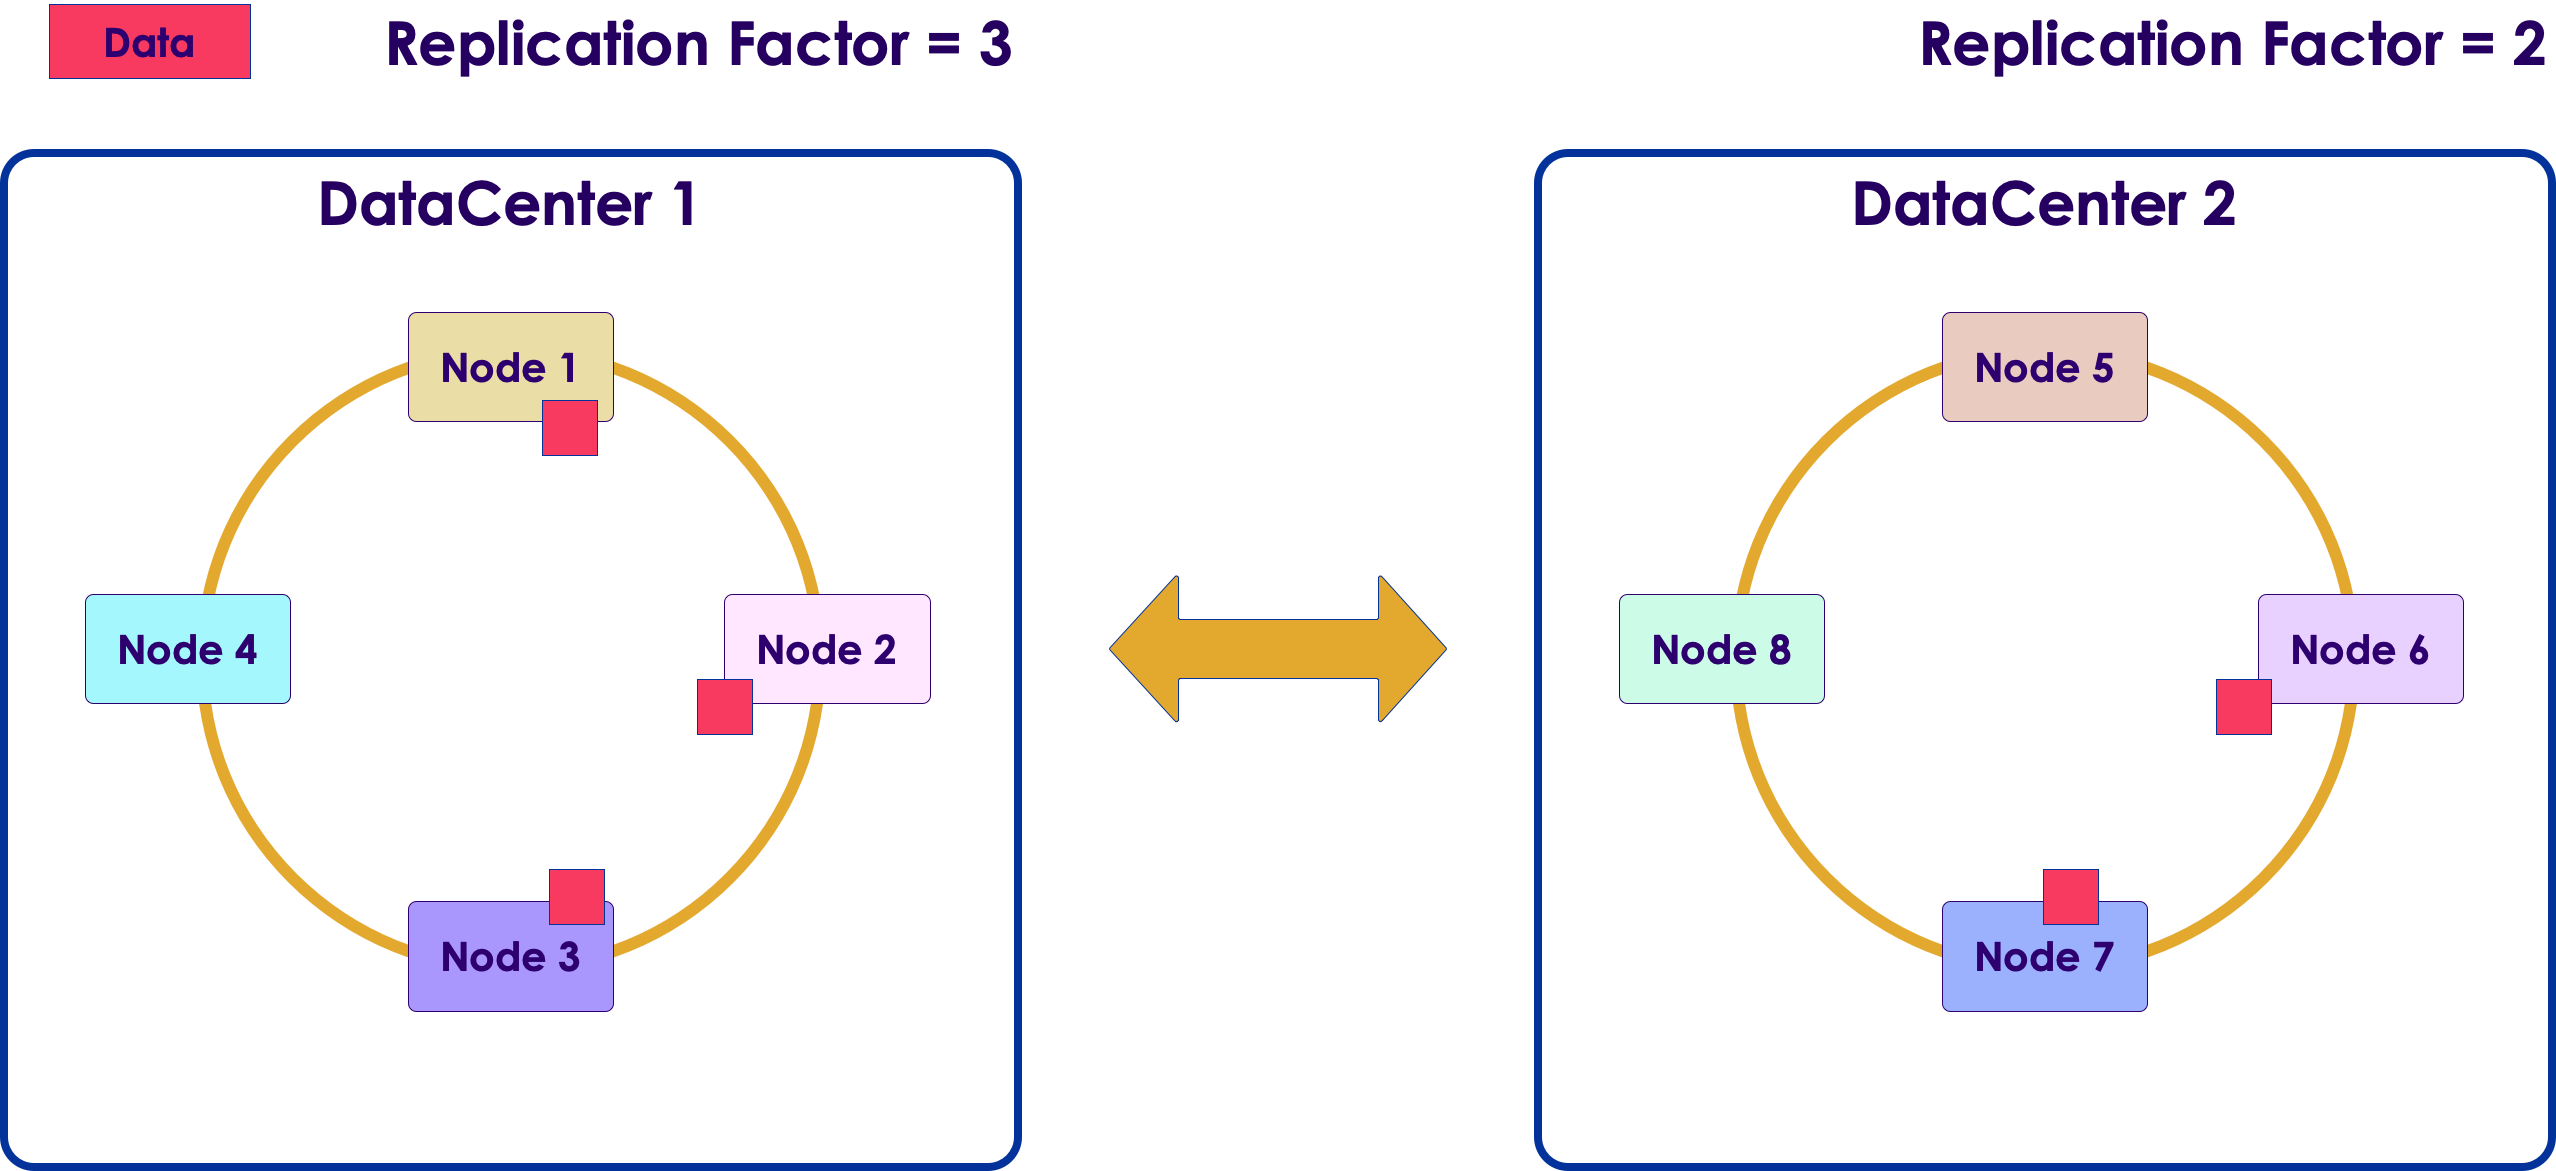 Data
Replication Factor = 3
Replication Factor = 2
DataCenter 1
DataCenter 2
Node 1
Node 4
Node 2
Node 3
Node 5
Node 8
Node 6
Node 7